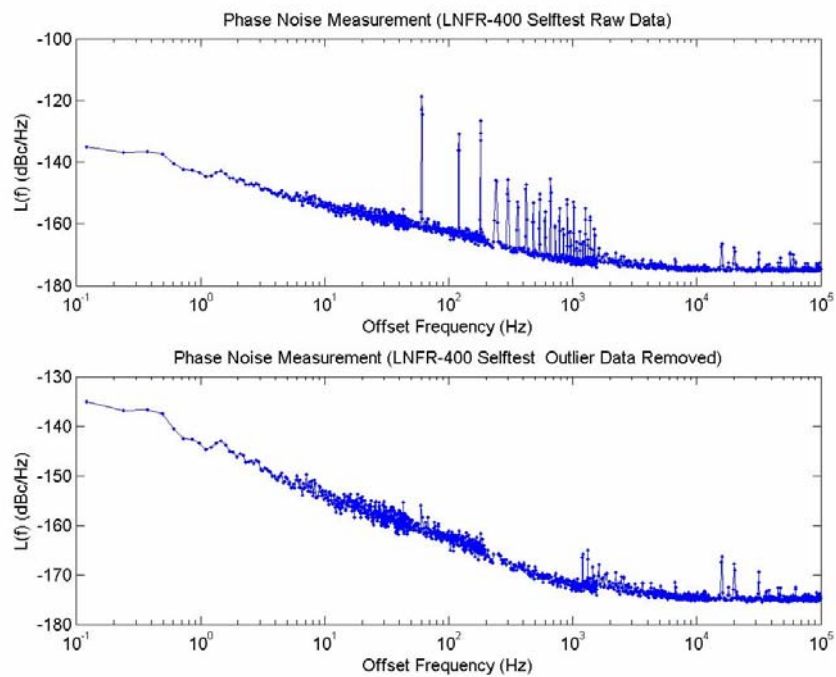 Phase Noise Measurement (LNFR-400 Selftest Raw Data)
-100
-120
-140
-160
-180
L(f) (dBc/Hz)
10^-1 10^0 10^1 10^2 10^3 10^4 10^5
Offset Frequency (Hz)
Phase Noise Measurement (LNFR-400 Selftest Outlier Data Removed)
-130
-140
-150
-160
-170
-180
L(f) (dBc/Hz)
10^-1 10^0 10^1 10^2 10^3 10^4 10^5
Offset Frequency (Hz)